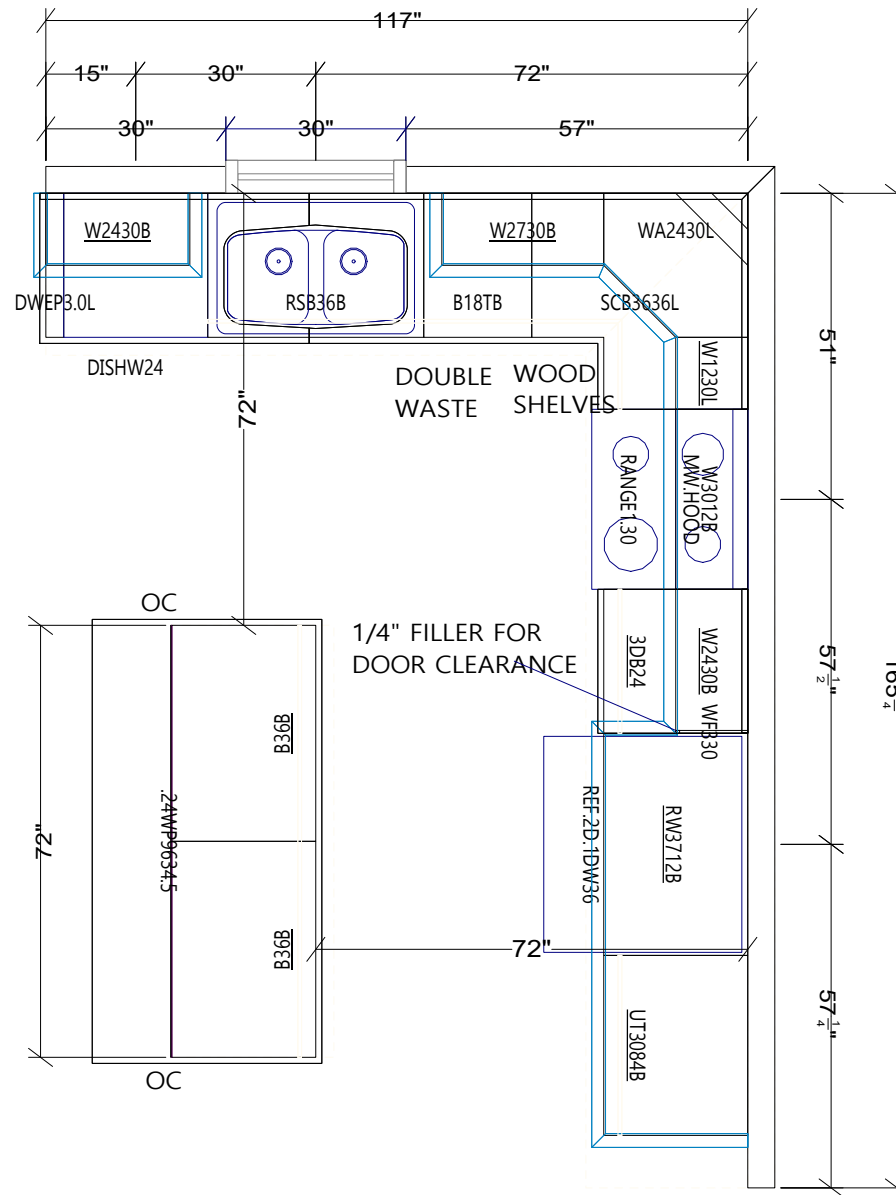 117"
15" 30" 72"
30" 30" 57"
W2430B W2730B WA2430L
DWEP3.0L RSB36B B18TB SCB3636L
DISHW24
DOUBLE
WASTE
WOOD
SHELVES
W1230L
72"
51"
RANGE1.30
W3012B
MW.HOOD
OC
1/4" FILLER FOR
DOOR CLEARANCE
3DB24
W2430B WF330
57 1/2"
B36B
.24WP9634.5
72"
REF.2D.1DW36
RW3712B
B36B
72"
UT3084B
57 1/4"
OC